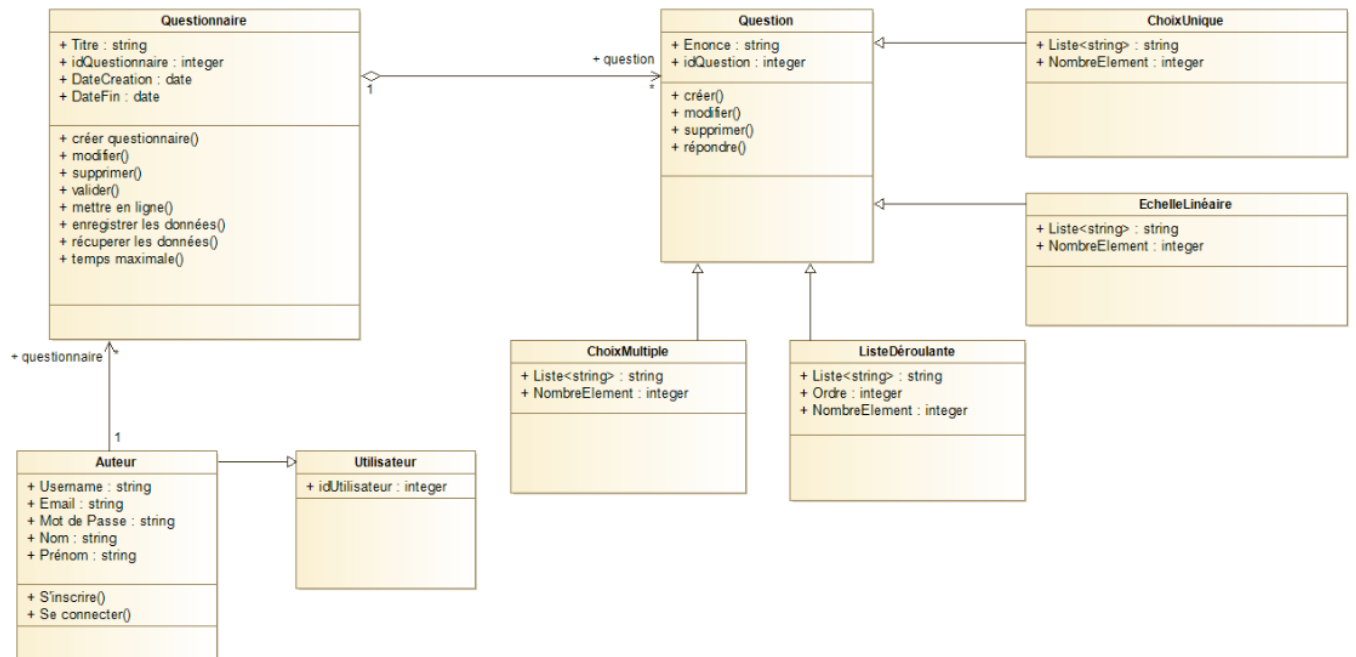 Questionnaire
+ Titre : string
+ idQuestionnaire : integer
+ DateCreation : date
+ DateFin : date
+ créer questionnaire()
+ modifier()
+ supprimer()
+ valider()
+ mettre en ligne()
+ enregistrer les données()
+ récuperer les données()
+ temps maximale()
1
+ question
*
Question
+ Enonce : string
+ idQuestion : integer
+ créer()
+ modifier()
+ supprimer()
+ répondre()
ChoixUnique
+ Liste<string> : string
+ NombreElement : integer
EchelleLinéaire
+ Liste<string> : string
+ NombreElement : integer
ChoixMultiple
+ Liste<string> : string
+ NombreElement : integer
ListeDéroulante
+ Liste<string> : string
+ Ordre : integer
+ NombreElement : integer
+ questionnaire
*
1
Auteur
+ Username : string
+ Email : string
+ Mot de Passe : string
+ Nom : string
+ Prénom : string
+ S'inscrire()
+ Se connecter()
Utilisateur
+ idUtilisateur : integer